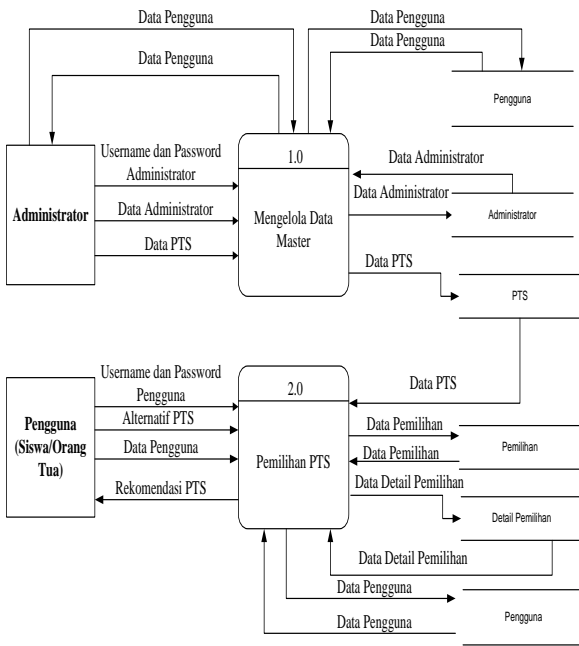 Data Pengguna
Data Pengguna
Data Pengguna
Data Pengguna
Pengguna
Administrator
Username dan Password
Administrator
Data Administrator
Data PTS
1.0
Mengelola Data
Master
Data Administrator
Data Administrator
Administrator
Data PTS
PTS
Data PTS
Pengguna
(Siswa/Orang
Tua)
Username dan Password
Pengguna
Alternatif PTS
Data Pengguna
Rekomendasi PTS
2.0
Pemilihan PTS
Data Pemilihan
Data Pemilihan
Pemilihan
Data Detail Pemilihan
Detail Pemilihan
Data Detail Pemilihan
Data Pengguna
Data Pengguna
Pengguna